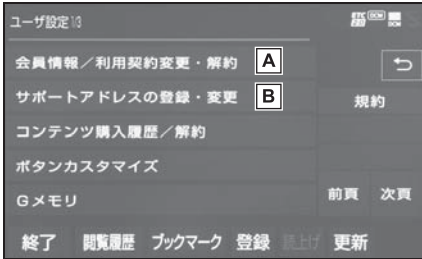 ユーザ設定 1/3
会員情報／利用契約変更・解約 A
サポートアドレスの登録・変更 B
規約
コンテンツ購入履歴／解約
ボタンカスタマイズ
Gメモリ
前頁 次頁
終了 閲覧履歴 ブックマーク 登録 読上げ 更新